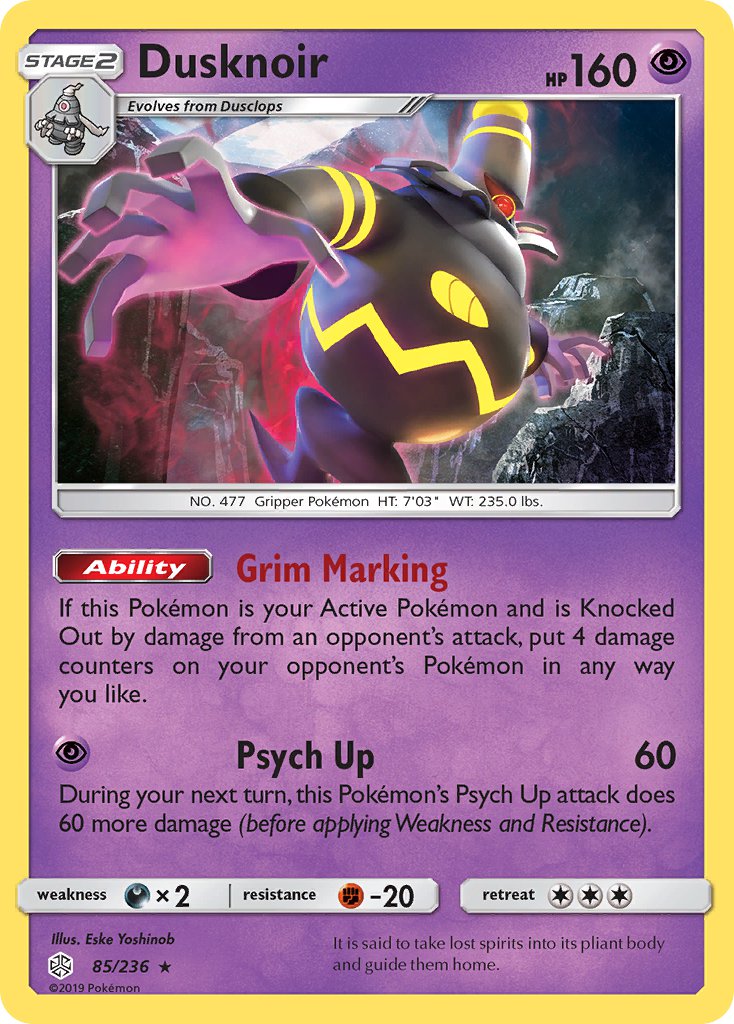 STAGE2
Dusknoir
HP 160
Evolves from Dusclops
NO. 477 Gripper Pokémon HT: 7'03" WT: 235.0 lbs.
Ability
Grim Marking
If this Pokémon is your Active Pokémon and is Knocked
Out by damage from an opponent's attack, put 4 damage
counters on your opponent's Pokémon in any way
you like.
Psych Up 60
During your next turn, this Pokémon's Psych Up attack does
60 more damage (before applying Weakness and Resistance).
weakness ×2 resistance -20 retreat
Illus. Eske Yoshinob
85/236 ★
©2019 Pokémon
It is said to take lost spirits into its pliant body
and guide them home.